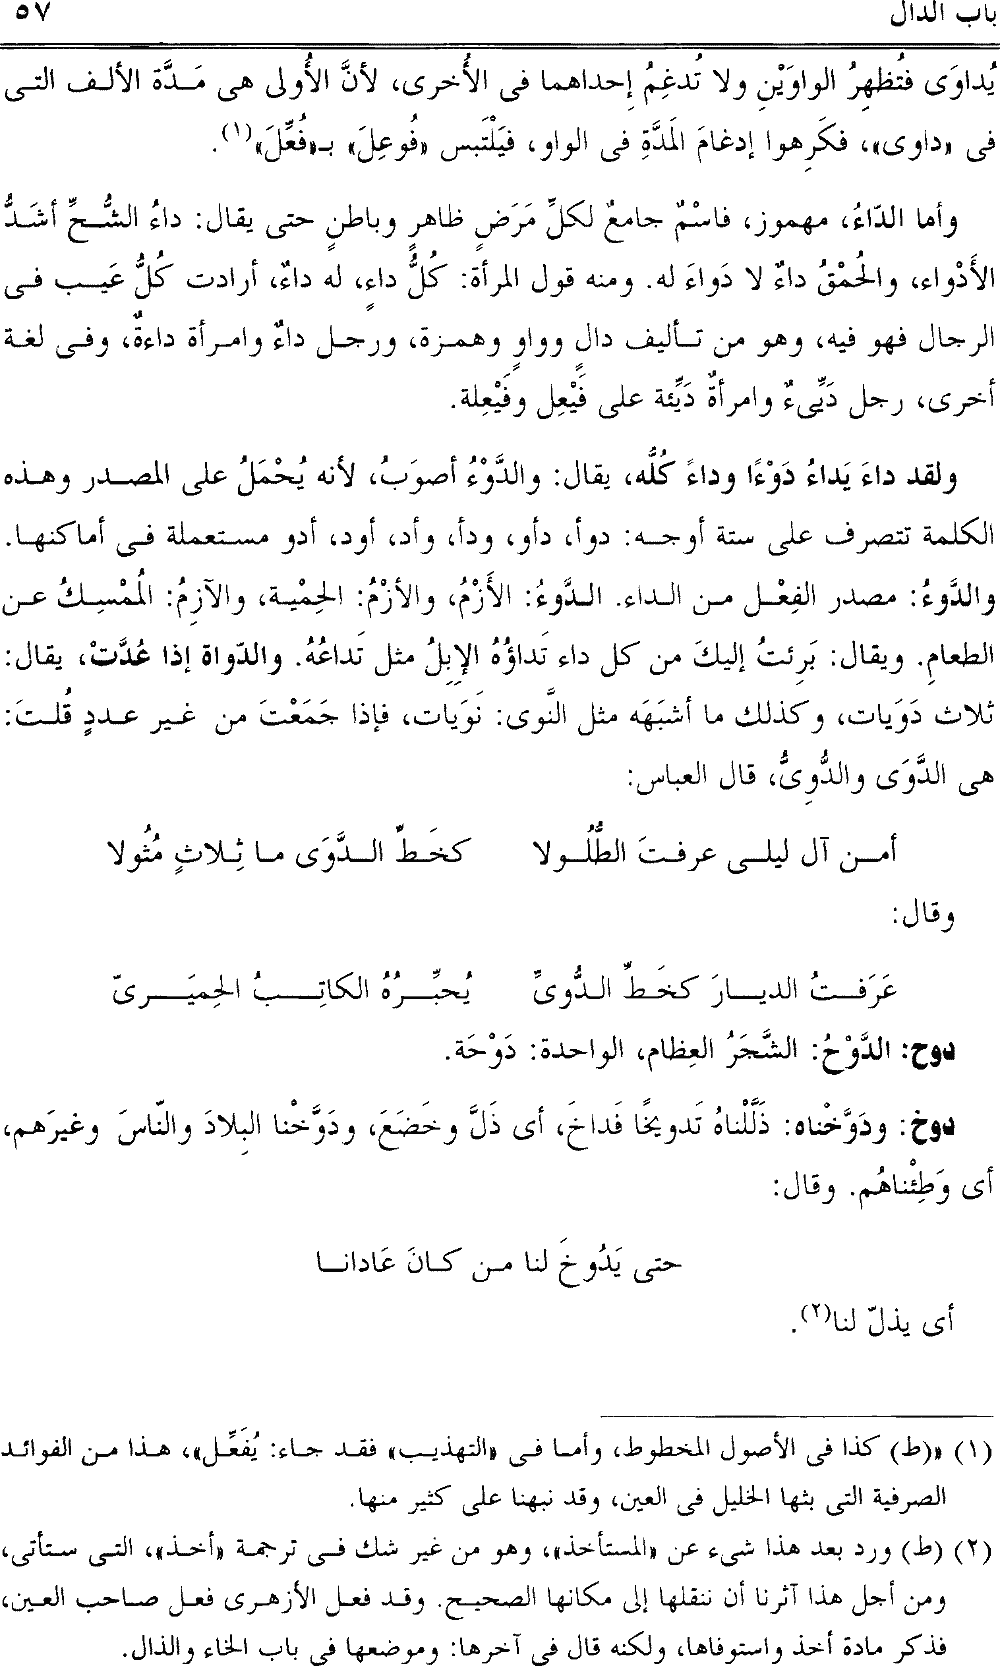 باب الدال ٥٧
يُداوَى فتُظهِرُ الواوَيْنِ ولا تُدغِمُ إحداهما فى الأُخرى، لأنَّ الأُولى هى مَدَّة الألف التى
فى «داوى»، فكَرِهوا إدغامَ المَدَّةِ فى الواو، فيَلْتَبس «فُوعِلَ» بـ«فُعِّلَ»(١).
وأما الدّاءُ، مهموز، فاسْمٌ جامعٌ لكلِّ مَرَضٍ ظاهرٍ وباطنٍ حتى يقال: داءُ الشُّحِّ أشَدُّ
الأَدْواء، والحُمْقُ داءٌ لا دَواءَ له. ومنه قول المرأة: كُلُّ داءٍ، له داءٌ، أرادت كُلُّ عَيب فى
الرجال فهو فيه، وهو من تأليف دالٍ وواوٍ وهمزة، ورجل داءٌ وامرأة داءةٌ، وفى لغة
أخرى، رجل دَيِّىءٌ وامرأةٌ دَيِّئة على فَيْعِل وفَيْعِلة.
ولقد داءَ يَداءُ دَوْءًا وداءً كُلُّه، يقال: والدَّوْءُ أصوَبُ، لأنه يُحْمَلُ على المصدر وهذه
الكلمة تتصرف على ستة أوجه: دوأ، دأو، ودأ، وأد، أود، أدو مستعملة فى أماكنها.
والدَّوءُ: مصدر الفِعْل من الداء. الدَّوءُ: الأَزْمُ، والأزْمُ: الحِمْية، والآزِمُ: المُمْسِكُ عن
الطعامِ. ويقال: بَرِئتُ إليكَ من كل داء تَداؤُهُ الإبِلُ مثل تَداعُهُ. والدّواة إذا عُدَّتْ، يقال:
ثلاث دَوَيات، وكذلك ما أشبَهَه مثل النَّوى: نَوَيات، فإذا جَمَعْتَ من غير عددٍ قُلتَ:
هى الدَّوَى والدُّوِىُّ، قال العباس:
أمن آل ليلى عرفتَ الطُّلُولا كخَطِّ الدَّوَى ما ثِلاثٍ مُثُولا
وقال:
عَرَفتُ الديارَ كخَطِّ الدُّوىِّ يُحبِّرُهُ الكاتِبُ الحِميَرىّ
دوح: الدَّوْحُ: الشَّجَرُ العِظام، الواحدة: دَوْحَة.
دوخ: ودَوَّخْناه: ذَلَّلْناهُ تَدويخًا فَداخَ، أى ذَلَّ وخَضَعَ، ودَوَّخْنا البِلادَ والنّاسَ وغيرَهم،
أى وَطِئْناهُم. وقال:
حتى يَدُوخَ لنا من كانَ عَادانا
أى يذلّ لنا(٢).
(١) «(ط) كذا فى الأصول المخطوط، وأما فى «التهذيب» فقد جاء: يُفَعِّل»، هذا من الفوائد
الصرفية التى بثها الخليل فى العين، وقد نبهنا على كثير منها.
(٢) (ط) ورد بعد هذا شىء عن «المستأخذ»، وهو من غير شك فى ترجمة «أخذ»، التى ستأتى،
ومن أجل هذا آثرنا أن ننقلها إلى مكانها الصحيح. وقد فعل الأزهرى فعل صاحب العين،
فذكر مادة أخذ واستوفاها، ولكنه قال فى آخرها: وموضعها فى باب الخاء والذال.